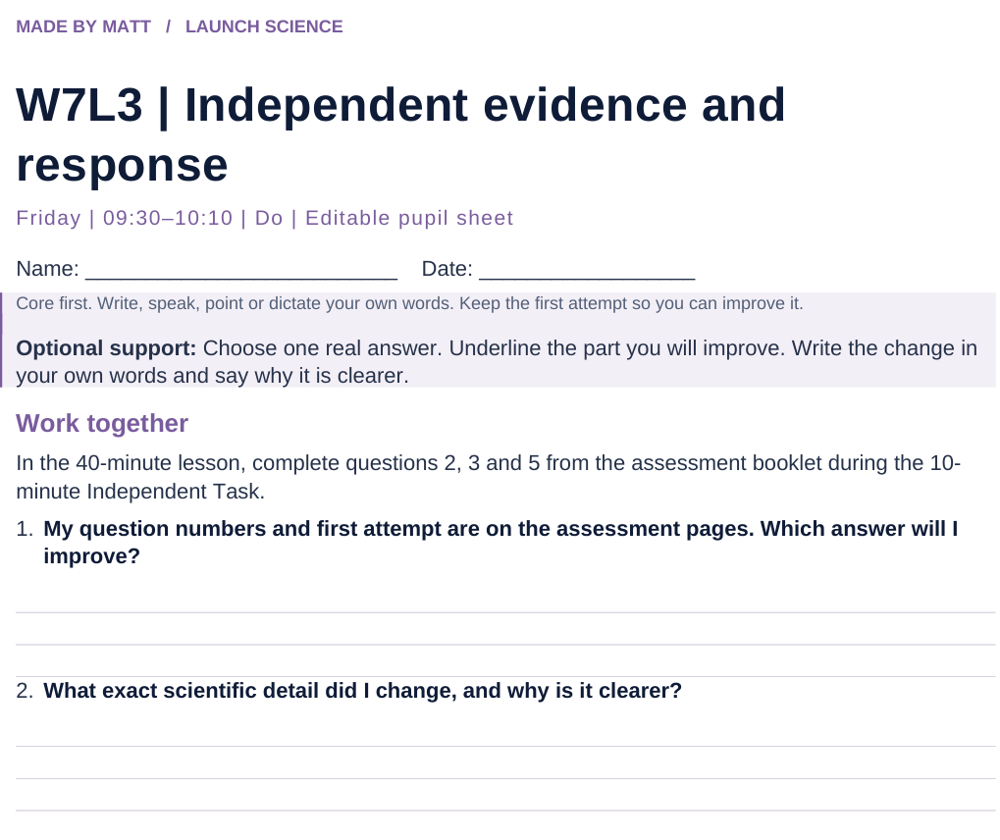 MADE BY MATT / LAUNCH SCIENCE
W7L3 | Independent evidence and
response
Friday | 09:30–10:10 | Do | Editable pupil sheet
Name: __________________________ Date: __________________
Core first. Write, speak, point or dictate your own words. Keep the first attempt so you can improve it.
Optional support: Choose one real answer. Underline the part you will improve. Write the change in
your own words and say why it is clearer.
Work together
In the 40-minute lesson, complete questions 2, 3 and 5 from the assessment booklet during the 10-
minute Independent Task.
1. My question numbers and first attempt are on the assessment pages. Which answer will I
improve?
2. What exact scientific detail did I change, and why is it clearer?